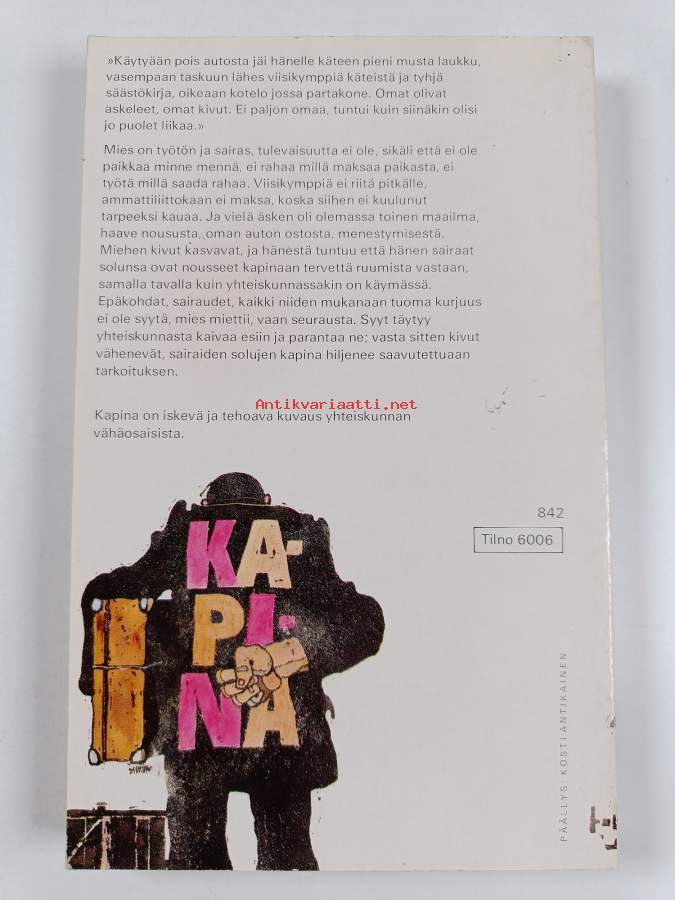 »Käytyään pois autosta jäi hänelle käteen pieni musta laukku,
vasempaan taskuun lähes viisikymppiä käteistä ja tyhjä
säästökirja, oikeaan kotelo jossa partakone. Omat olivat
askeleet, omat kivut. Ei paljon omaa, tuntui kuin siinäkin olisi
jo puolet liikaa.»
Mies on työtön ja sairas, tulevaisuutta ei ole, sikäli että ei ole
paikkaa minne mennä, ei rahaa millä maksaa paikasta, ei
työtä millä saada rahaa. Viisikymppiä ei riitä pitkälle,
ammattiliittokaan ei maksa, koska siihen ei kuulunut
tarpeeksi kauaa. Ja vielä äsken oli olemassa toinen maailma,
haave noususta, oman auton ostosta, menestymisestä.
Miehen kivut kasvavat, ja hänestä tuntuu että hänen sairaat
solunsa ovat nousseet kapinaan tervettä ruumista vastaan,
samalla tavalla kuin yhteiskunnassakin on käymässä.
Epäkohdat, sairaudet, kaikki niiden mukanaan tuoma kurjuus
ei ole syytä, mies miettii, vaan seurausta. Syyt täytyy
yhteiskunnasta kaivaa esiin ja parantaa ne; vasta sitten kivut
vähenevät, sairaiden solujen kapina hiljenee saavutettuaan
tarkoituksen.
Antikvariaatti.net
Kapina on iskevä ja tehoava kuvaus yhteiskunnan
vähäosaisista.
842
Tilno 6006
KA-
PI-
NA
PÄÄLLYS: KOSTI ANTIKAINEN